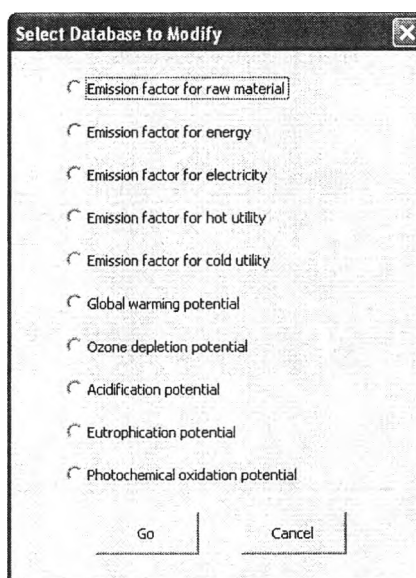 Select Database to Modify
Emission factor for raw material
Emission factor for energy
Emission factor for electricity
Emission factor for hot utility
Emission factor for cold utility
Global warming potential
Ozone depletion potential
Acidification potential
Eutrophication potential
Photochemical oxidation potential
Go Cancel